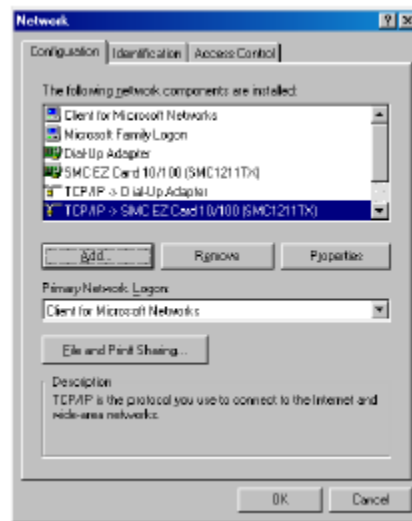 Network
? X
Configuration Identification Access Control
The following network components are installed:
Client for Microsoft Networks
Microsoft Family Logon
Dial-Up Adapter
SMC EZ Card 10/100 (SMC1211TX)
TCP/IP -> Dial-Up Adapter
TCP/IP -> SMC EZ Card 10/100 (SMC1211TX)
Add... Remove Properties
Primary Network Logon:
Client for Microsoft Networks
File and Print Sharing...
Description
TCP/IP is the protocol you use to connect to the Internet and
wide-area networks.
OK Cancel